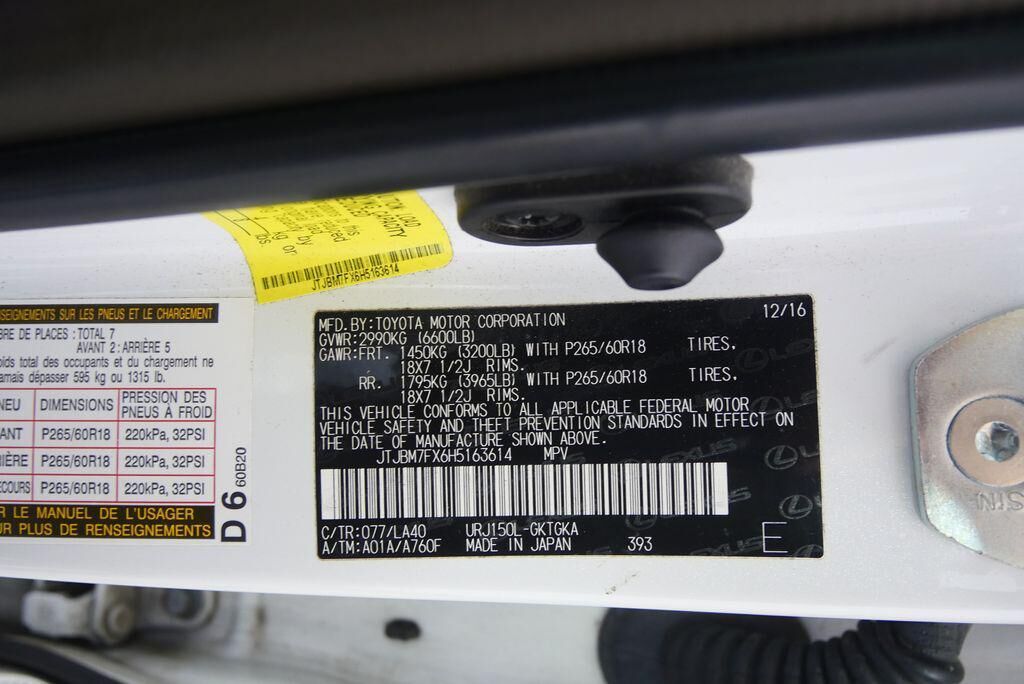 CAPACITY
REDUCED
kg or
lbs
JTJBM7FX6H5163614
SEIGNEMENTS SUR LES PNEUS ET LE CHARGEMENT
BRE DE PLACES : TOTAL 7
AVANT 2 : ARRIÈRE 5
oids total des occupants et du chargement ne
amais dépasser 595 kg ou 1315 lb.
NEU DIMENSIONS PRESSION DES PNEUS À FROID
ANT P265/60R18 220kPa, 32PSI
IÈRE P265/60R18 220kPa, 32PSI
ECOURS P265/60R18 220kPa, 32PSI
R LE MANUEL DE L'USAGER
UR PLUS DE RENSEIGNEMENTS
D 6 60B20
12/16
MFD. BY: TOYOTA MOTOR CORPORATION
GVWR: 2990KG (6600LB)
GAWR: FRT. 1450KG (3200LB) WITH P265/60R18 TIRES,
18X7 1/2J RIMS.
RR. 1795KG (3965LB) WITH P265/60R18 TIRES,
18X7 1/2J RIMS.
THIS VEHICLE CONFORMS TO ALL APPLICABLE FEDERAL MOTOR
VEHICLE SAFETY AND THEFT PREVENTION STANDARDS IN EFFECT ON
THE DATE OF MANUFACTURE SHOWN ABOVE.
JTJBM7FX6H5163614 MPV
C/TR: 077/LA40 URJ150L-GKTGKA
A/TM: A01A/A760F MADE IN JAPAN 393 E
LEXUS